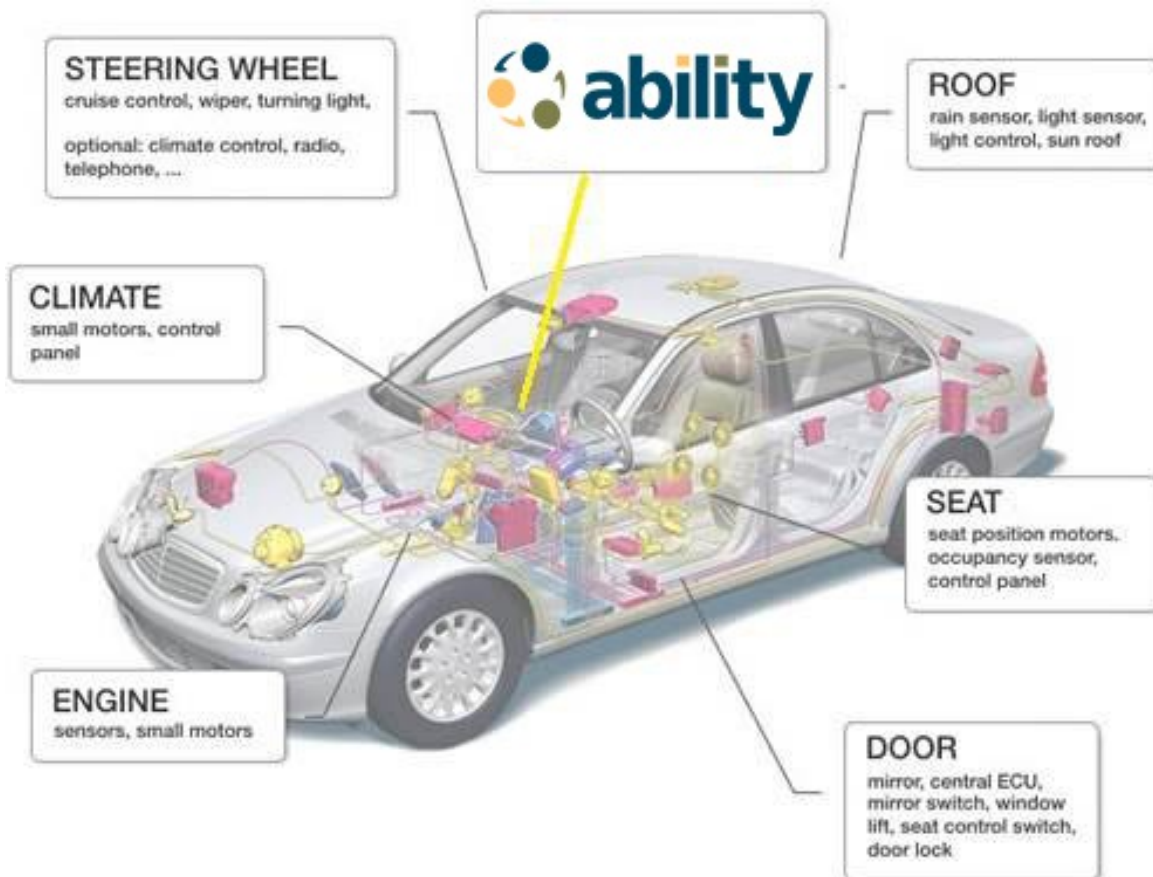 STEERING WHEEL
cruise control, wiper, turning light,
optional: climate control, radio,
telephone, ...
ability
ROOF
rain sensor, light sensor,
light control, sun roof
CLIMATE
small motors, control
panel
SEAT
seat position motors,
occupancy sensor,
control panel
ENGINE
sensors, small motors
DOOR
mirror, central ECU,
mirror switch, window
lift, seat control switch,
door lock